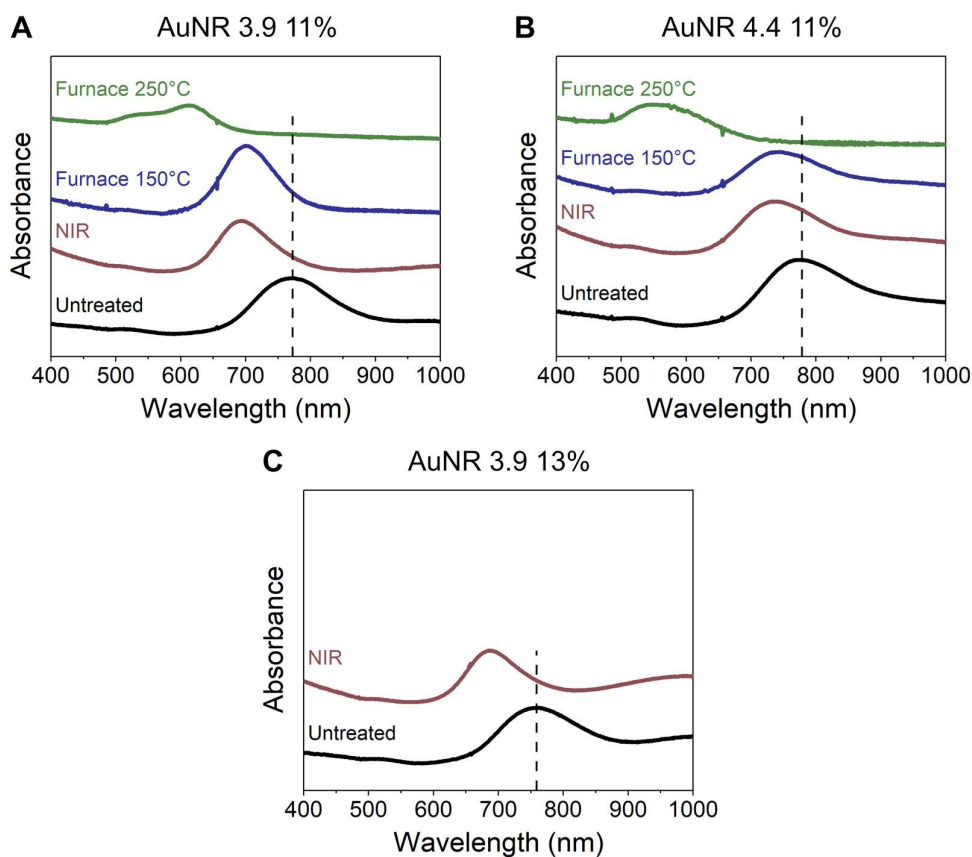 A
AuNR 3.9 11%
Absorbance
Furnace 250°C
Furnace 150°C
NIR
Untreated
400 500 600 700 800 900 1000
Wavelength (nm)
B
AuNR 4.4 11%
Absorbance
Furnace 250°C
Furnace 150°C
NIR
Untreated
400 500 600 700 800 900 1000
Wavelength (nm)
C
AuNR 3.9 13%
Absorbance
NIR
Untreated
400 500 600 700 800 900 1000
Wavelength (nm)